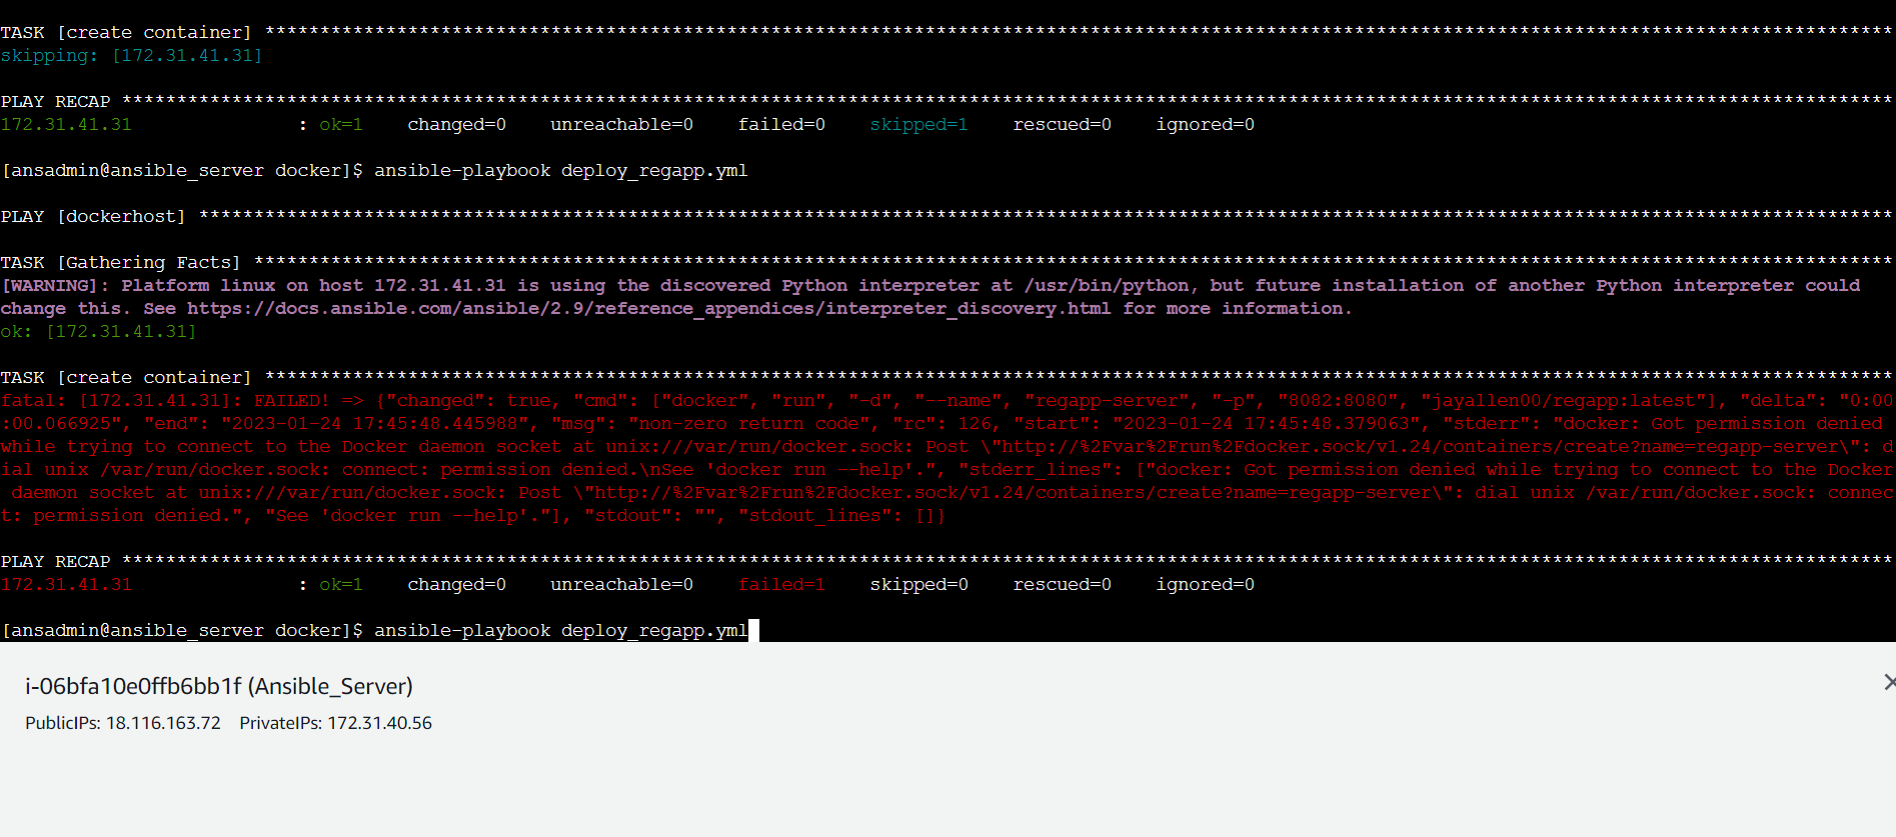 TASK [create container] ****************************************************************************************************************************************************
skipping: [172.31.41.31]
PLAY RECAP *****************************************************************************************************************************************************************
172.31.41.31               : ok=1    changed=0    unreachable=0    failed=0    skipped=1    rescued=0    ignored=0
[ansadmin@ansible_server docker]$ ansible-playbook deploy_regapp.yml
PLAY [dockerhost] **********************************************************************************************************************************************************
TASK [Gathering Facts] *****************************************************************************************************************************************************
[WARNING]: Platform linux on host 172.31.41.31 is using the discovered Python interpreter at /usr/bin/python, but future installation of another Python interpreter could
change this. See https://docs.ansible.com/ansible/2.9/reference_appendices/interpreter_discovery.html for more information.
ok: [172.31.41.31]
TASK [create container] ****************************************************************************************************************************************************
fatal: [172.31.41.31]: FAILED! => {"changed": true, "cmd": ["docker", "run", "-d", "--name", "regapp-server", "-p", "8082:8080", "jayallen00/regapp:latest"], "delta": "0:00
:00.066925", "end": "2023-01-24 17:45:48.445988", "msg": "non-zero return code", "rc": 126, "start": "2023-01-24 17:45:48.379063", "stderr": "docker: Got permission denied
while trying to connect to the Docker daemon socket at unix:///var/run/docker.sock: Post \"http://%2Fvar%2Frun%2Fdocker.sock/v1.24/containers/create?name=regapp-server\": d
ial unix /var/run/docker.sock: connect: permission denied.\nSee 'docker run --help'.", "stderr_lines": ["docker: Got permission denied while trying to connect to the Docker
 daemon socket at unix:///var/run/docker.sock: Post \"http://%2Fvar%2Frun%2Fdocker.sock/v1.24/containers/create?name=regapp-server\": dial unix /var/run/docker.sock: connec
t: permission denied.", "See 'docker run --help'."], "stdout": "", "stdout_lines": []}
PLAY RECAP *****************************************************************************************************************************************************************
172.31.41.31               : ok=1    changed=0    unreachable=0    failed=1    skipped=0    rescued=0    ignored=0
[ansadmin@ansible_server docker]$ ansible-playbook deploy_regapp.yml
i-06bfa10e0ffb6bb1f (Ansible_Server)
PublicIPs: 18.116.163.72    PrivateIPs: 172.31.40.56